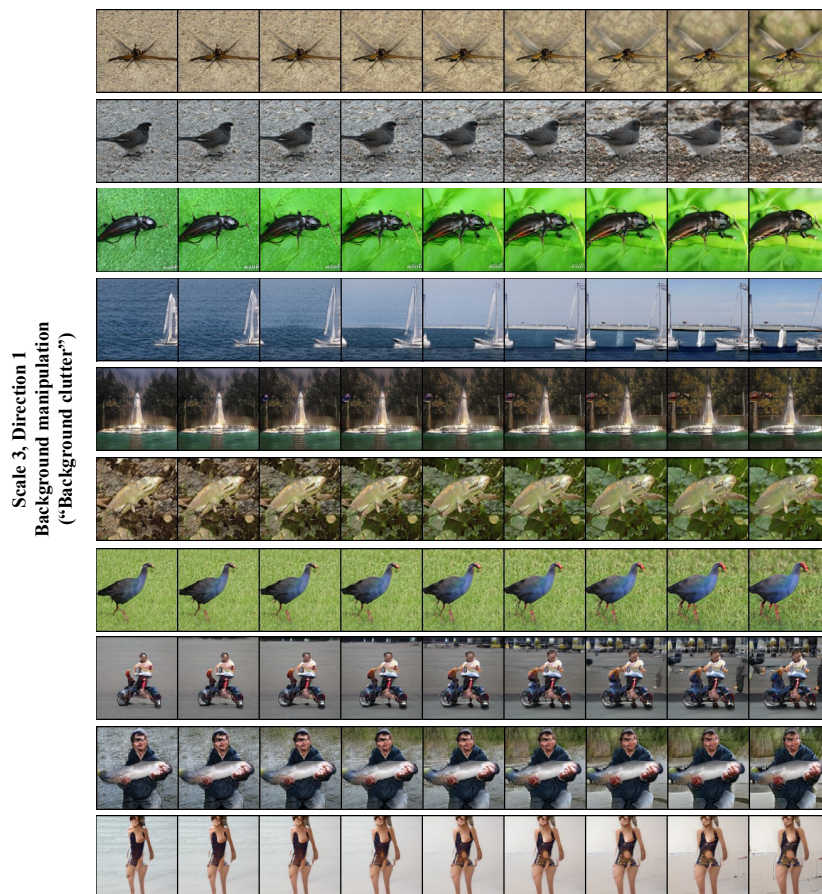 Scale 3, Direction 1
Background manipulation
(“Background clutter”)